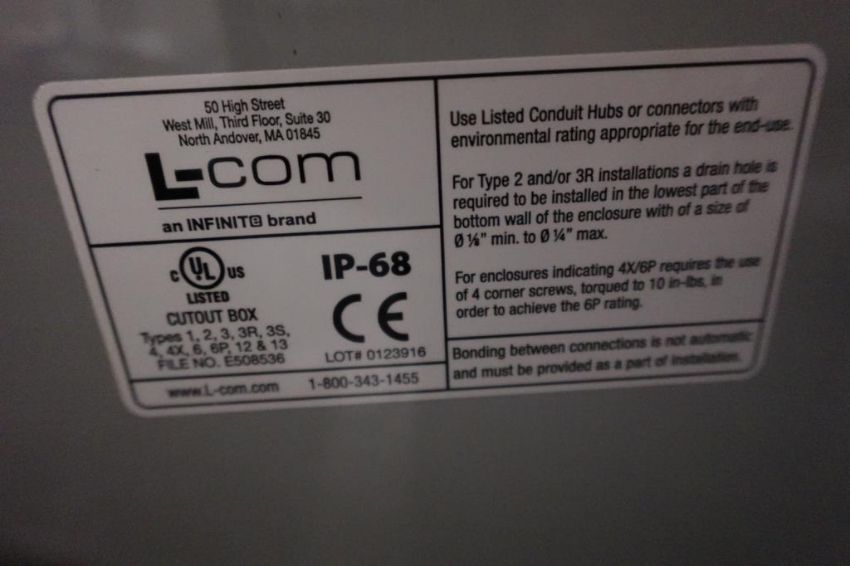 50 High Street
West Mill, Third Floor, Suite 30
North Andover, MA 01845
L-com
an INFINITE brand
c UL US
LISTED
CUTOUT BOX
Types 1, 2, 3, 3R, 3S,
4, 4X, 6, 6P, 12 & 13
FILE NO. E508536
IP-68
CE
LOT# 0123916
www.L-com.com 1-800-343-1455
Use Listed Conduit Hubs or connectors with
environmental rating appropriate for the end-use.
For Type 2 and/or 3R installations a drain hole is
required to be installed in the lowest part of the
bottom wall of the enclosure with of a size of
Ø ⅛" min. to Ø ¼" max.
For enclosures indicating 4X/6P requires the use
of 4 corner screws, torqued to 10 in-lbs, in
order to achieve the 6P rating.
Bonding between connections is not automatic
and must be provided as a part of installation.